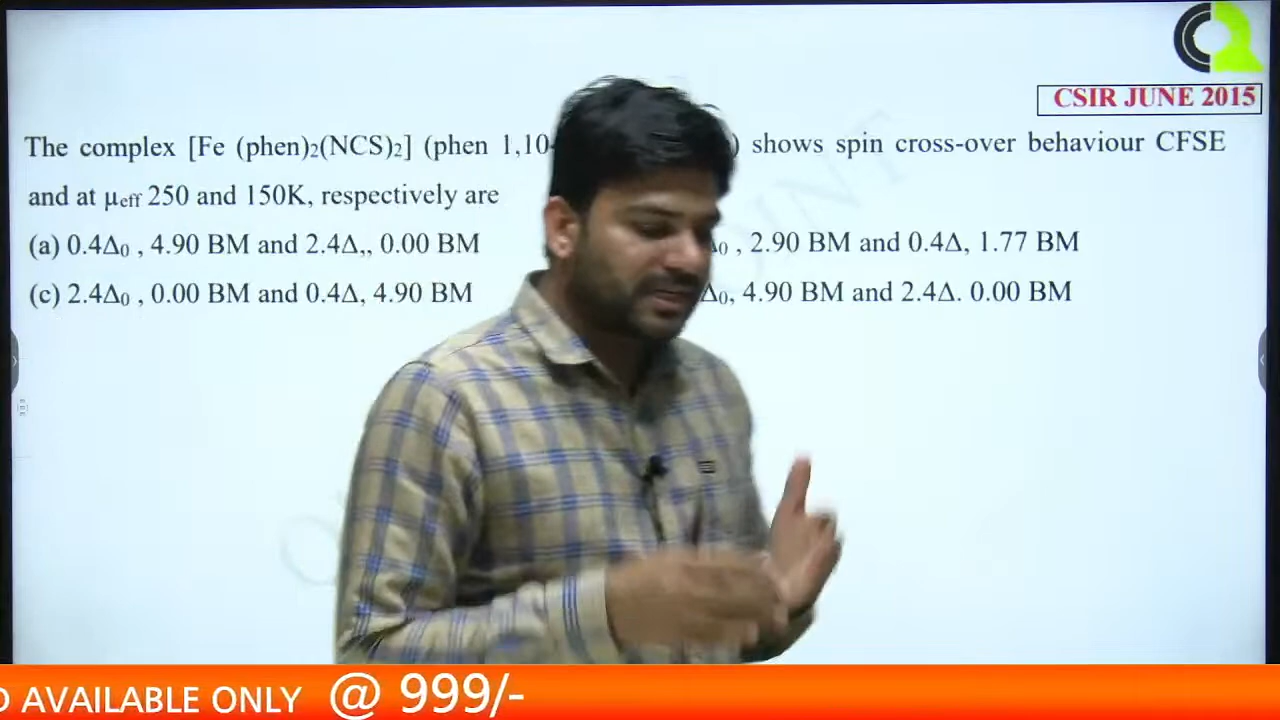 CSIR JUNE 2015
The complex [Fe (phen)₂(NCS)₂] (phen 1,10- ) shows spin cross-over behaviour CFSE
and at μeff 250 and 150K, respectively are
(a) 0.4Δ₀ , 4.90 BM and 2.4Δ,, 0.00 BM
Δ₀ , 2.90 BM and 0.4Δ, 1.77 BM
(c) 2.4Δ₀ , 0.00 BM and 0.4Δ, 4.90 BM
Δ₀, 4.90 BM and 2.4Δ. 0.00 BM
AVAILABLE ONLY @ 999/-